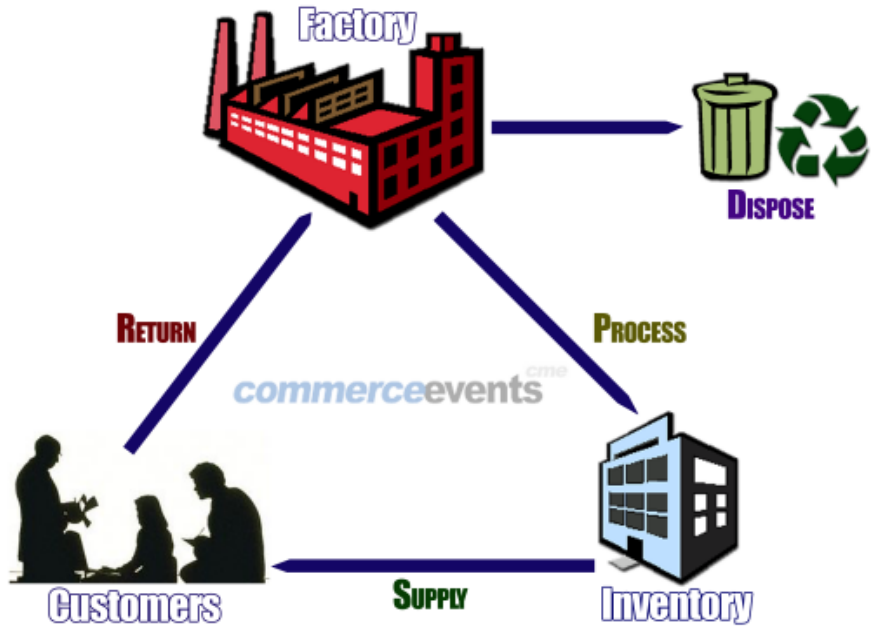 Factory
DISPOSE
RETURN
PROCESS
cme
commerceevents
SUPPLY
Customers
Inventory